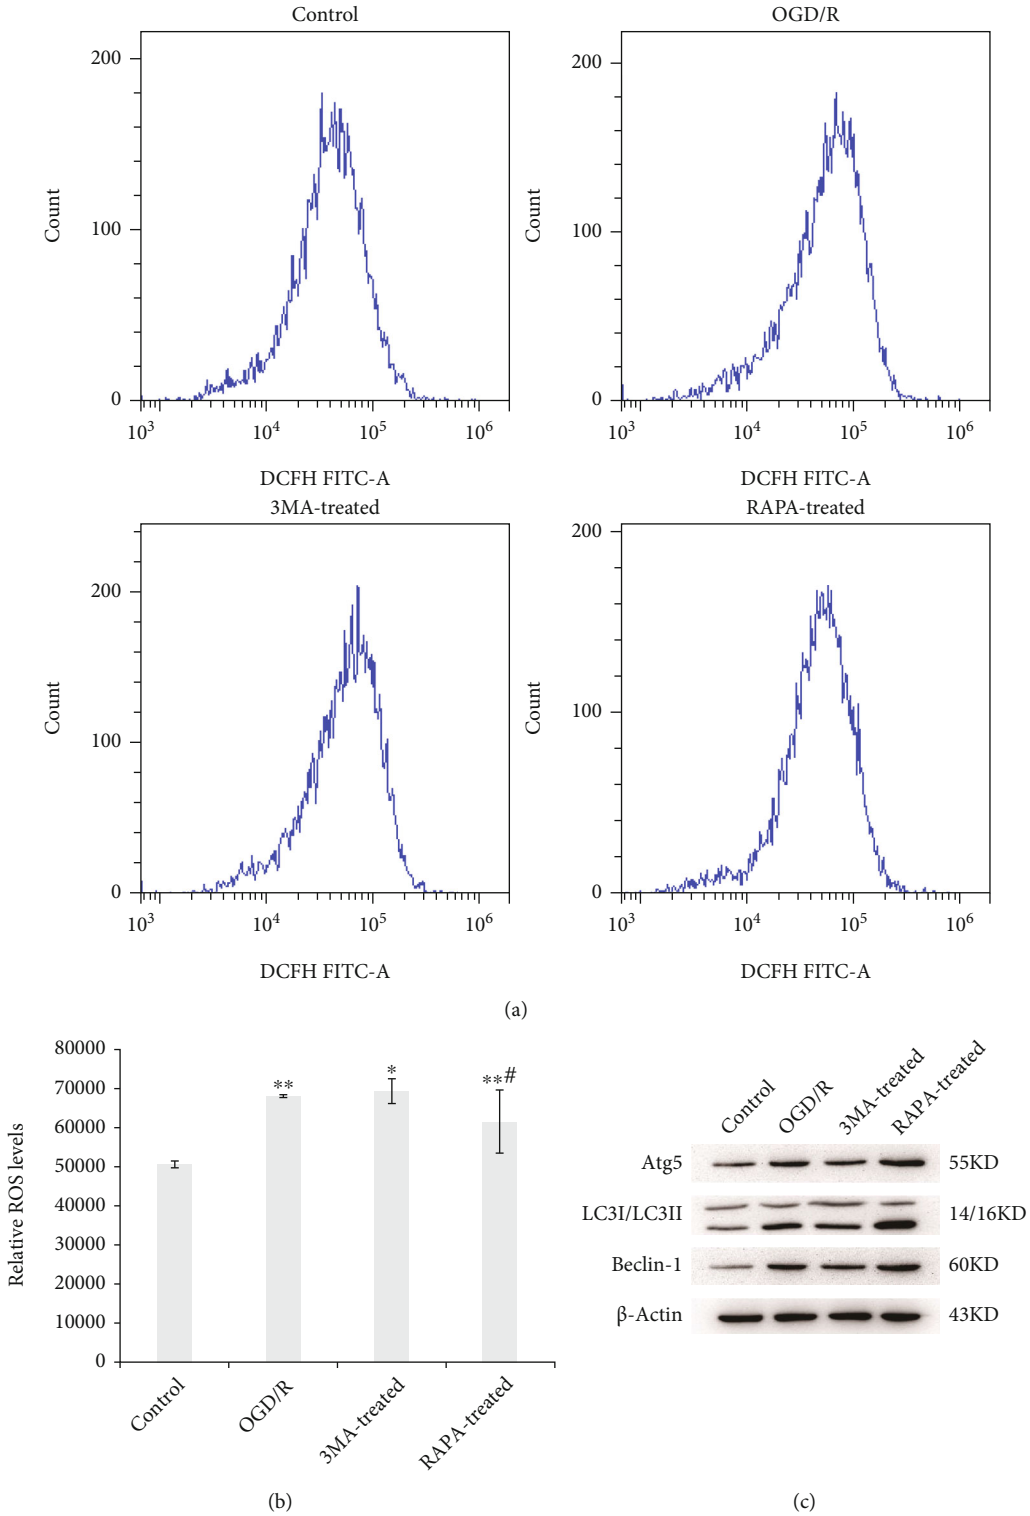 Control
OGD/R
200
100
0
Count
10³ 10⁴ 10⁵ 10⁶
DCFH FITC-A
200
100
0
Count
10³ 10⁴ 10⁵ 10⁶
DCFH FITC-A
3MA-treated
RAPA-treated
200
100
0
Count
10³ 10⁴ 10⁵ 10⁶
DCFH FITC-A
200
100
0
Count
10³ 10⁴ 10⁵ 10⁶
DCFH FITC-A
(a)
80000
70000
60000
50000
40000
30000
20000
10000
0
Relative ROS levels
**
*
**#
Control
OGD/R
3MA-treated
RAPA-treated
(b)
Control
OGD/R
3MA-treated
RAPA-treated
Atg5 55KD
LC3I/LC3II 14/16KD
Beclin-1 60KD
β-Actin 43KD
(c)